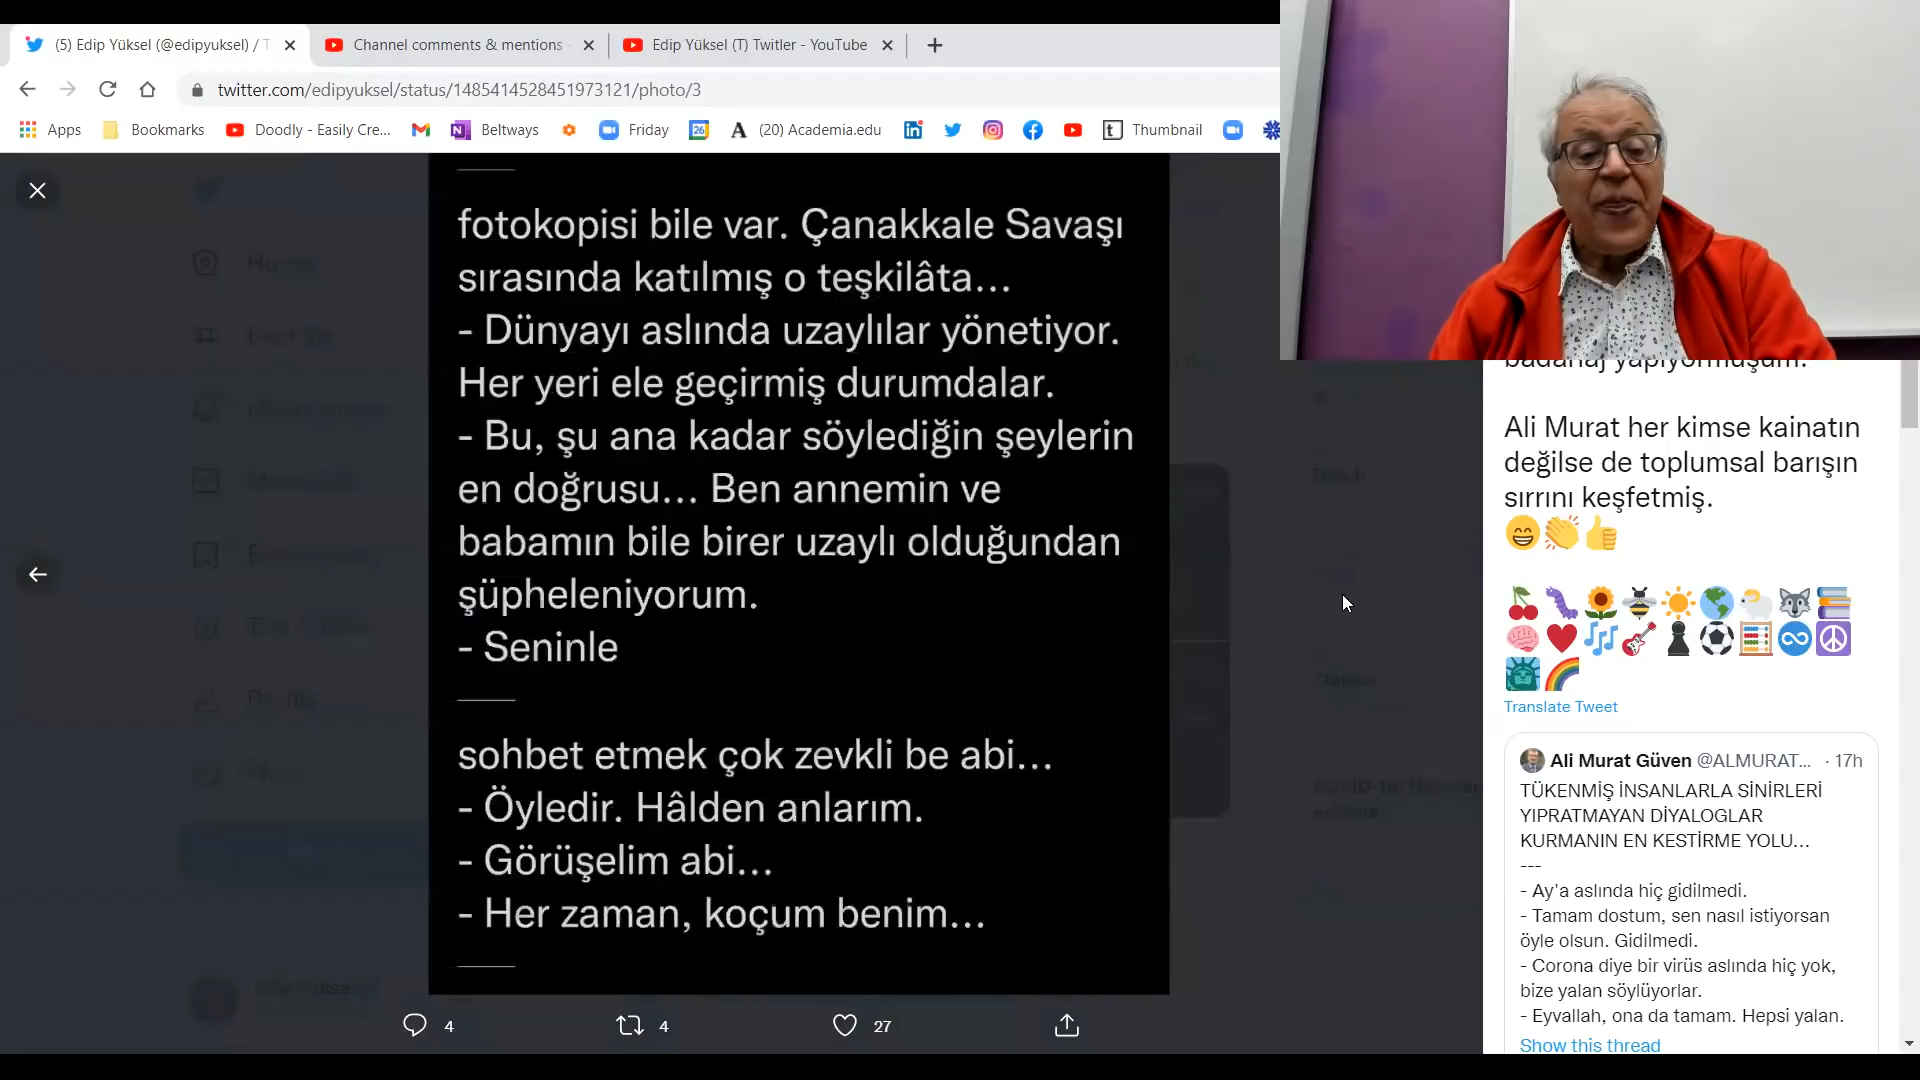 (5) Edip Yüksel (@edipyuksel) / T
Channel comments & mentions
Edip Yüksel (T) Twitler - YouTube
twitter.com/edipyuksel/status/1485414528451973121/photo/3
Apps
Bookmarks
Doodly - Easily Cre...
Beltways
Friday
26
(20) Academia.edu
Thumbnail
fotokopisi bile var. Çanakkale Savaşı
sırasında katılmış o teşkilâta...
- Dünyayı aslında uzaylılar yönetiyor.
Her yeri ele geçirmiş durumdalar.
- Bu, şu ana kadar söylediğin şeylerin
en doğrusu... Ben annemin ve
babamın bile birer uzaylı olduğundan
şüpheleniyorum.
- Seninle
sohbet etmek çok zevkli be abi...
- Öyledir. Hâlden anlarım.
- Görüşelim abi...
- Her zaman, koçum benim...
4
4
27
badanaj yapıyormuşum.
Ali Murat her kimse kainatın
değilse de toplumsal barışın
sırrını keşfetmiş.
Translate Tweet
Ali Murat Güven @ALMURAT... · 17h
TÜKENMİŞ İNSANLARLA SİNİRLERİ
YIPRATMAYAN DİYALOGLAR
KURMANIN EN KESTİRME YOLU...
---
- Ay'a aslında hiç gidilmedi.
- Tamam dostum, sen nasıl istiyorsan
öyle olsun. Gidilmedi.
- Corona diye bir virüs aslında hiç yok,
bize yalan söylüyorlar.
- Eyvallah, ona da tamam. Hepsi yalan.
Show this thread